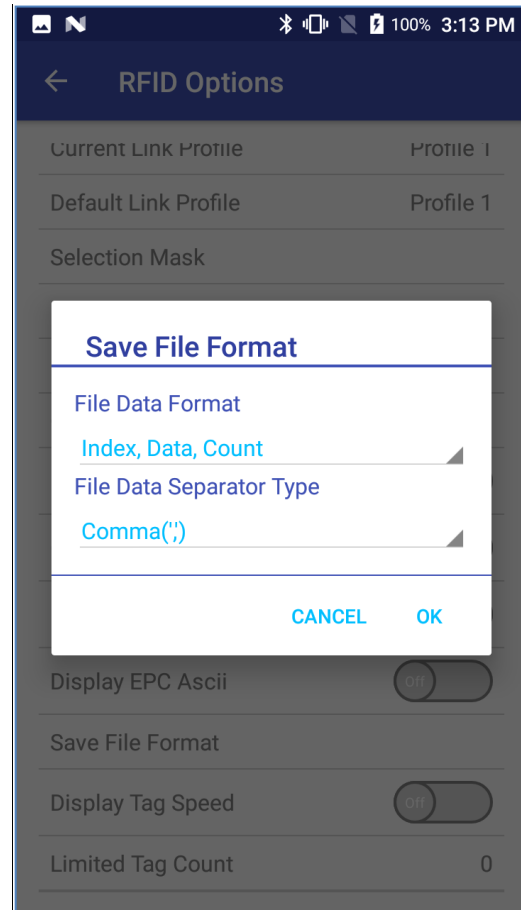 100% 3:13 PM
RFID Options
Current Link Profile Profile 1
Default Link Profile Profile 1
Selection Mask
Save File Format
File Data Format
Index, Data, Count
File Data Separator Type
Comma(',')
CANCEL OK
Display EPC Ascii Off
Save File Format
Display Tag Speed Off
Limited Tag Count 0